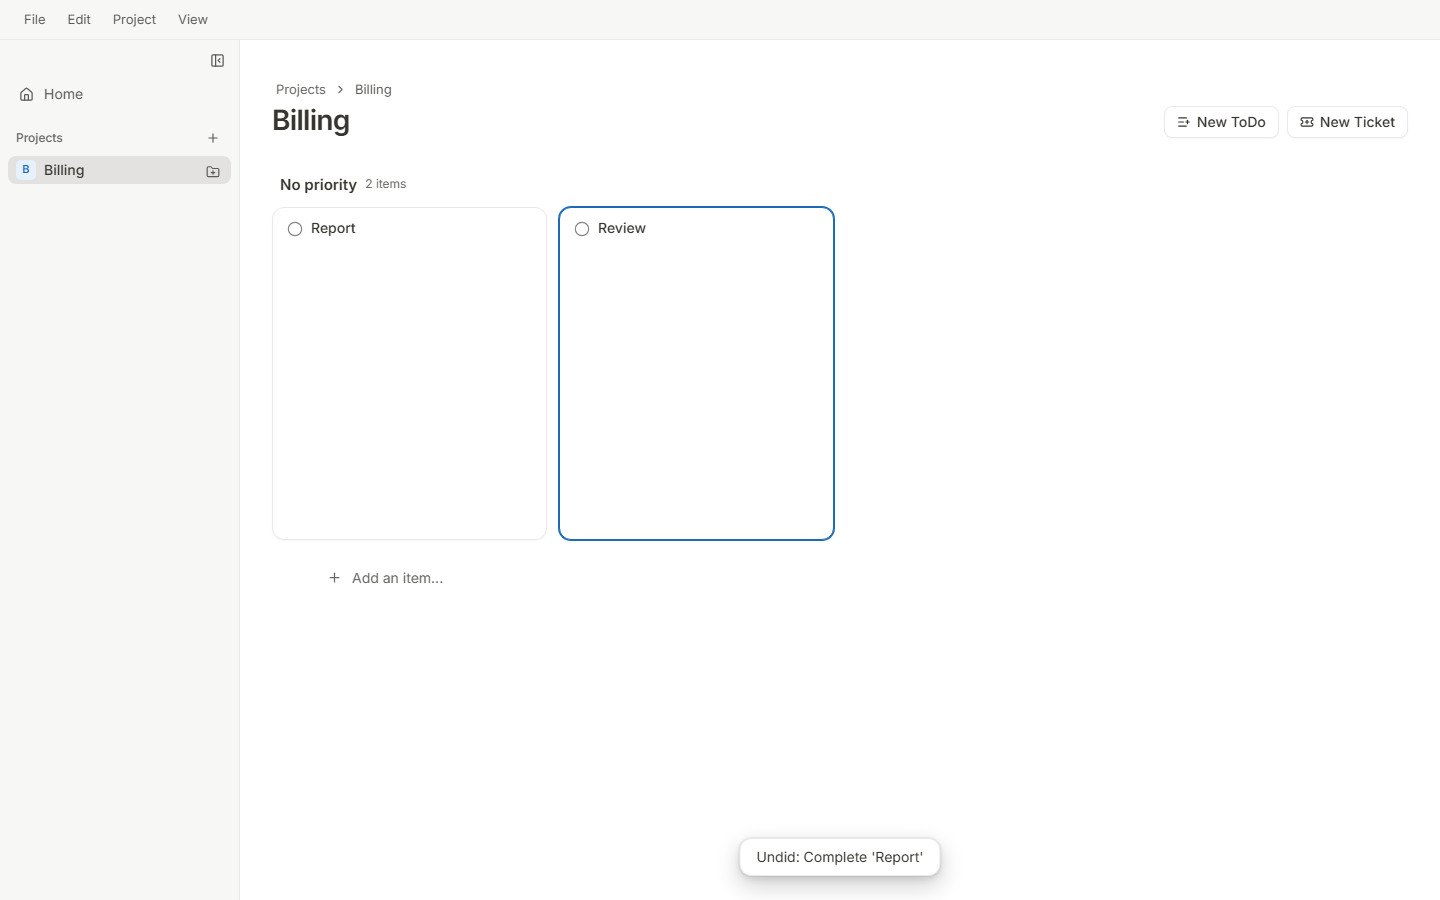 File Edit Project View
Home
Projects
B Billing
Projects > Billing
Billing
New ToDo
New Ticket
No priority 2 items
Report
Review
Add an item...
Undid: Complete 'Report'